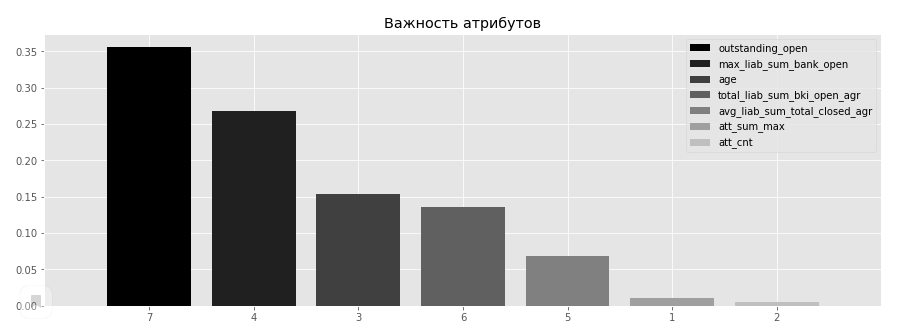 Важность атрибутов
0.35
0.30
0.25
0.20
0.15
0.10
0.05
0.00
7 4 3 6 5 1 2
outstanding_open
max_liab_sum_bank_open
age
total_liab_sum_bki_open_agr
avg_liab_sum_total_closed_agr
att_sum_max
att_cnt